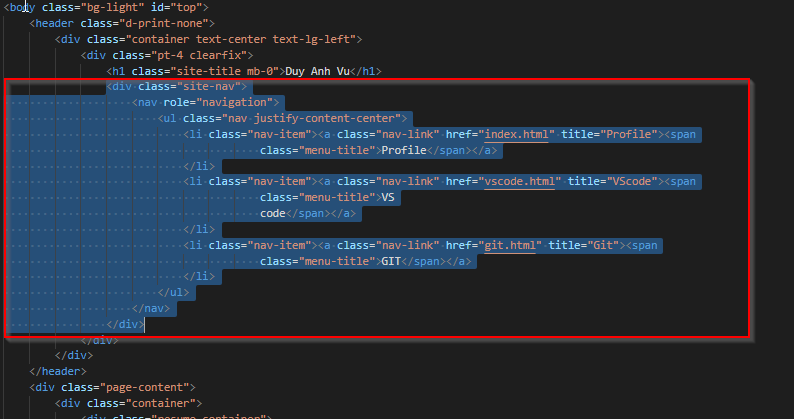 <body class="bg-light" id="top">
<header class="d-print-none">
<div class="container text-center text-lg-left">
<div class="pt-4 clearfix">
<h1 class="site-title mb-0">Duy Anh Vu</h1>
<div class="site-nav">
<nav role="navigation">
<ul class="nav justify-content-center">
<li class="nav-item"><a class="nav-link" href="index.html" title="Profile"><span
class="menu-title">Profile</span></a>
</li>
<li class="nav-item"><a class="nav-link" href="vscode.html" title="VScode"><span
class="menu-title">VS
code</span></a>
</li>
<li class="nav-item"><a class="nav-link" href="git.html" title="Git"><span
class="menu-title">GIT</span></a>
</li>
</ul>
</nav>
</div>
</div>
</div>
</header>
<div class="page-content">
<div class="container">
<div class="resume-container">